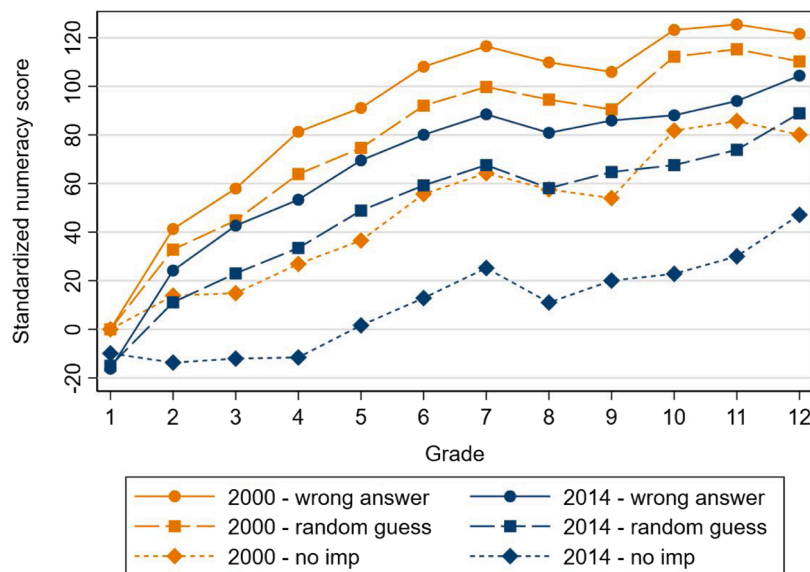 Standardized numeracy score
120
100
80
60
40
20
0
-20
1 2 3 4 5 6 7 8 9 10 11 12
Grade
2000 - wrong answer 2014 - wrong answer
2000 - random guess 2014 - random guess
2000 - no imp 2014 - no imp